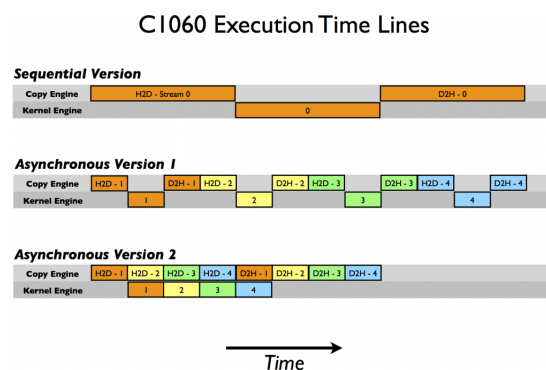 C1060 Execution Time Lines
Sequential Version
Copy Engine H2D - Stream 0 D2H - 0
Kernel Engine 0
Asynchronous Version 1
Copy Engine H2D - 1 D2H - 1 H2D - 2 D2H - 2 H2D - 3 D2H - 3 H2D - 4 D2H - 4
Kernel Engine 1 2 3 4
Asynchronous Version 2
Copy Engine H2D - 1 H2D - 2 H2D - 3 H2D - 4 D2H - 1 D2H - 2 D2H - 3 D2H - 4
Kernel Engine 1 2 3 4
Time